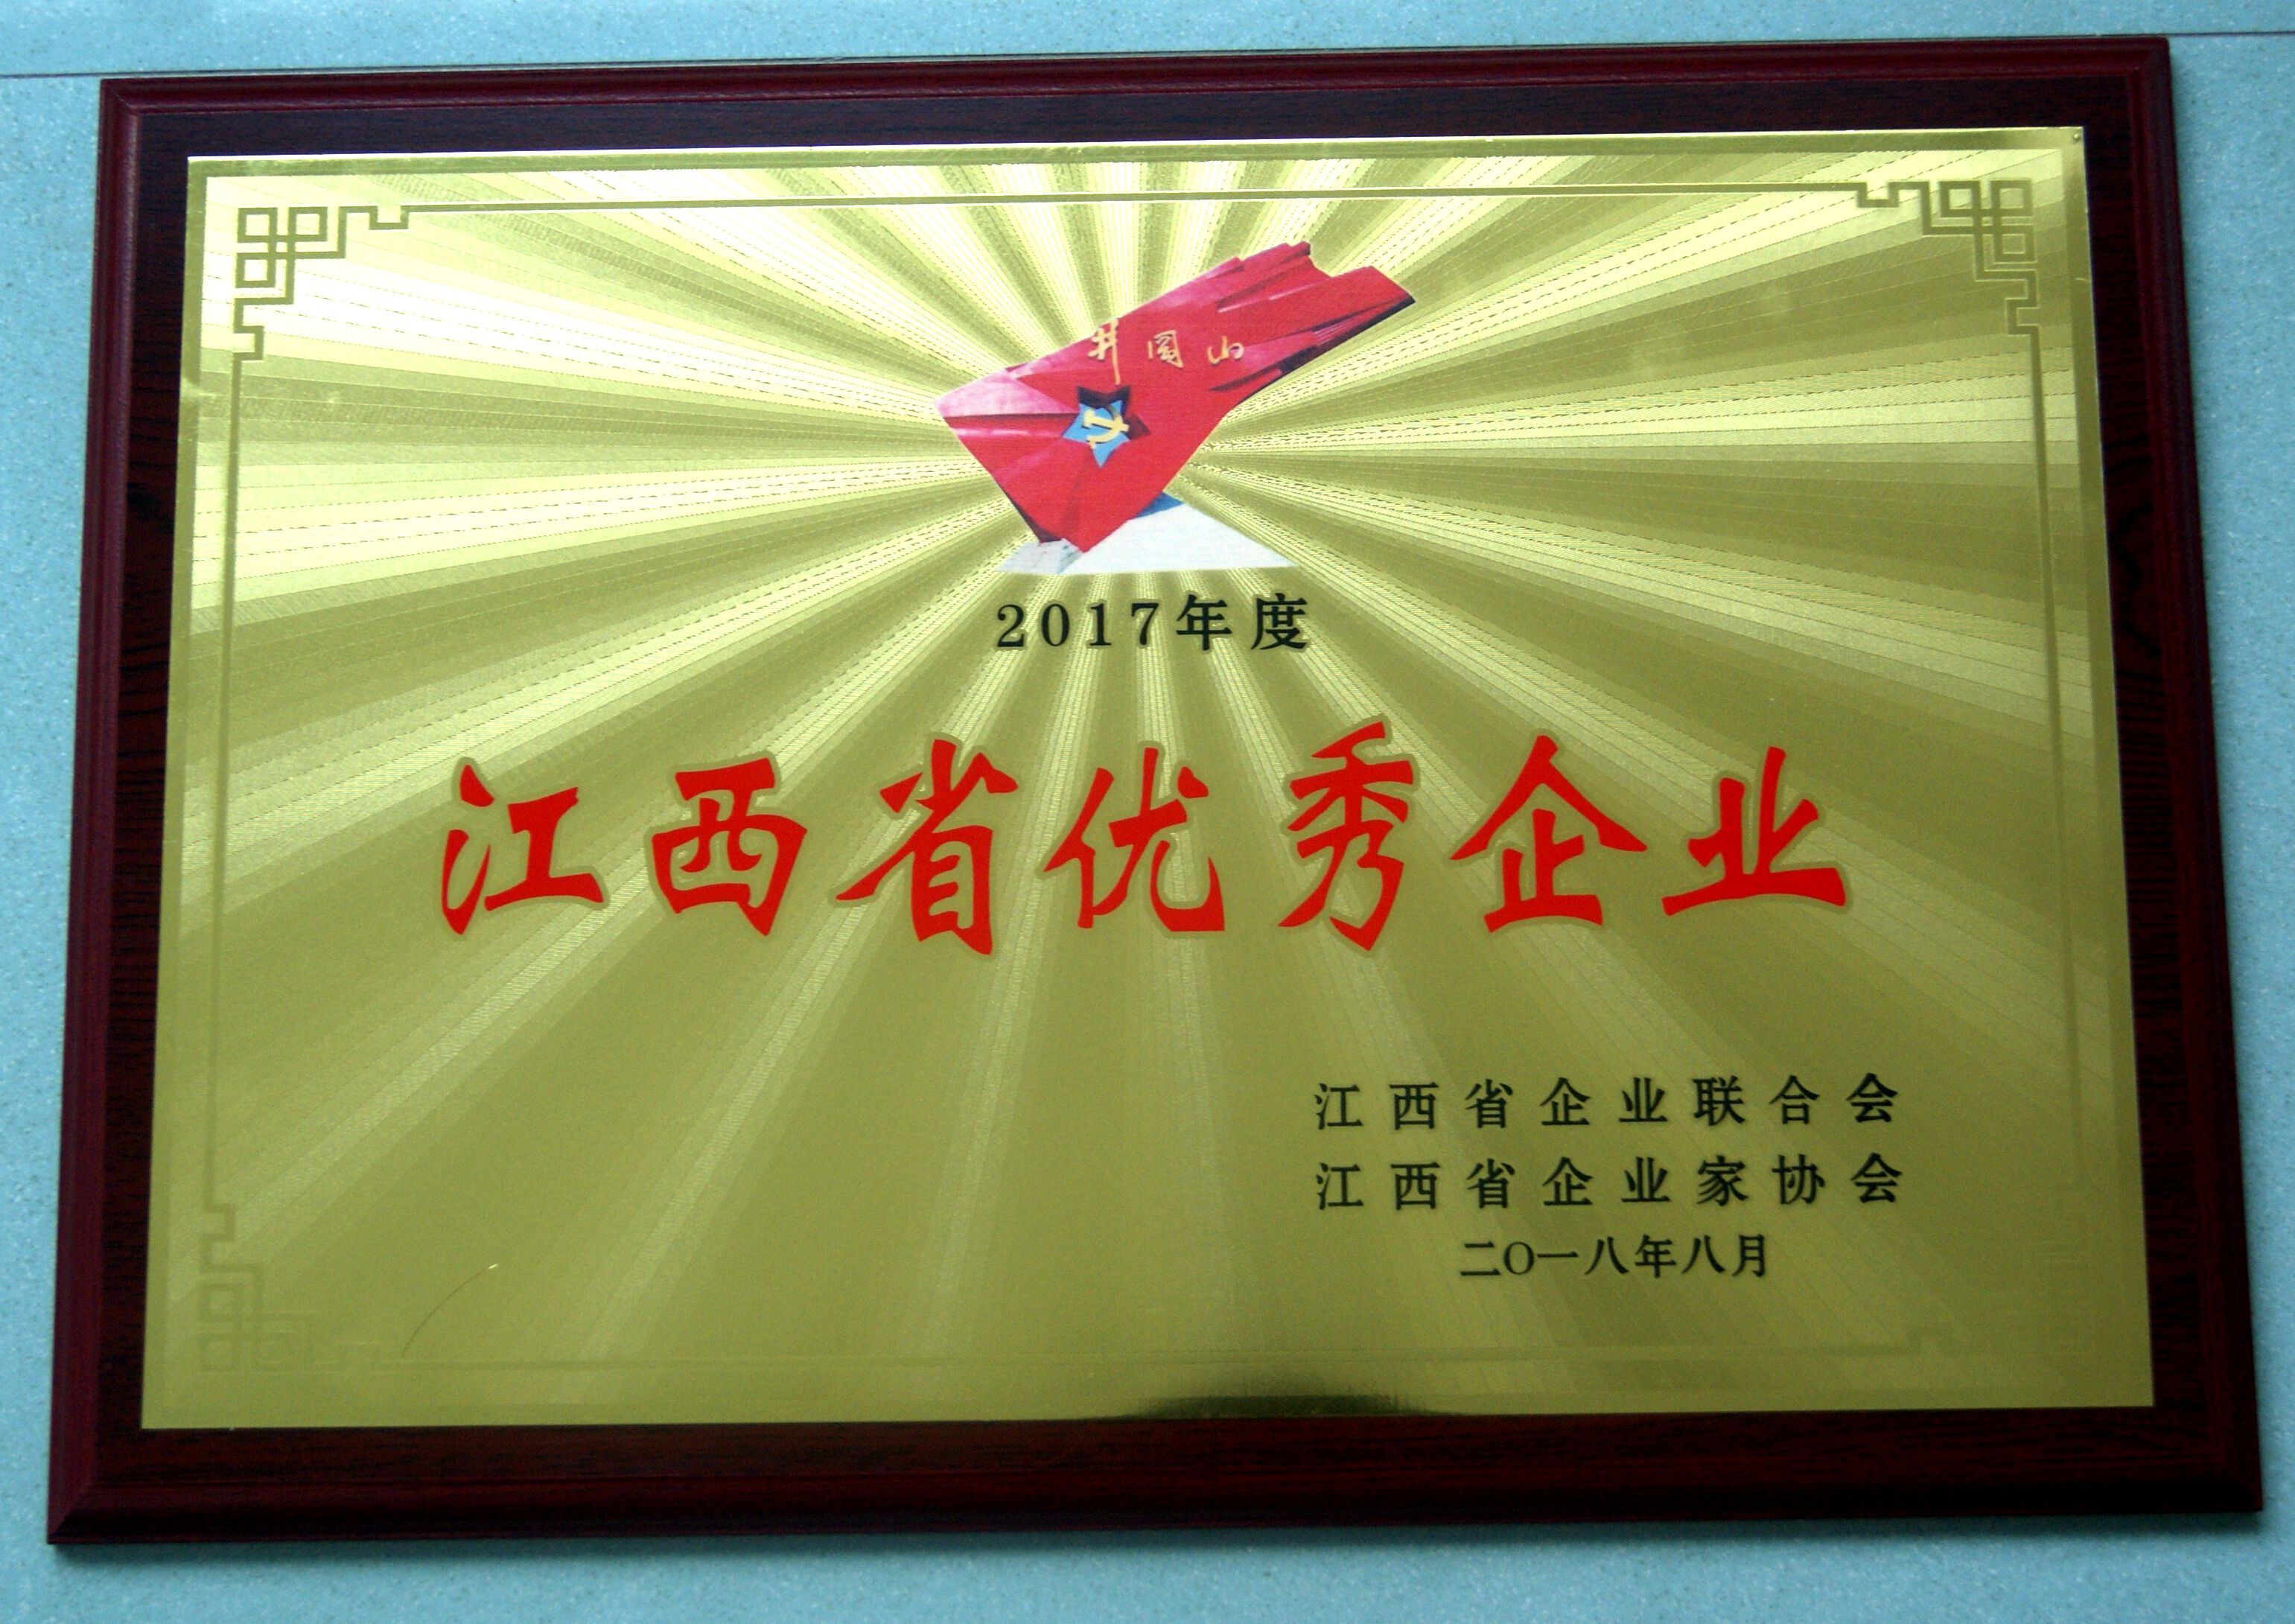 井冈山
2017年度
江西省优秀企业
江西省企业联合会
江西省企业家协会
二〇一八年八月